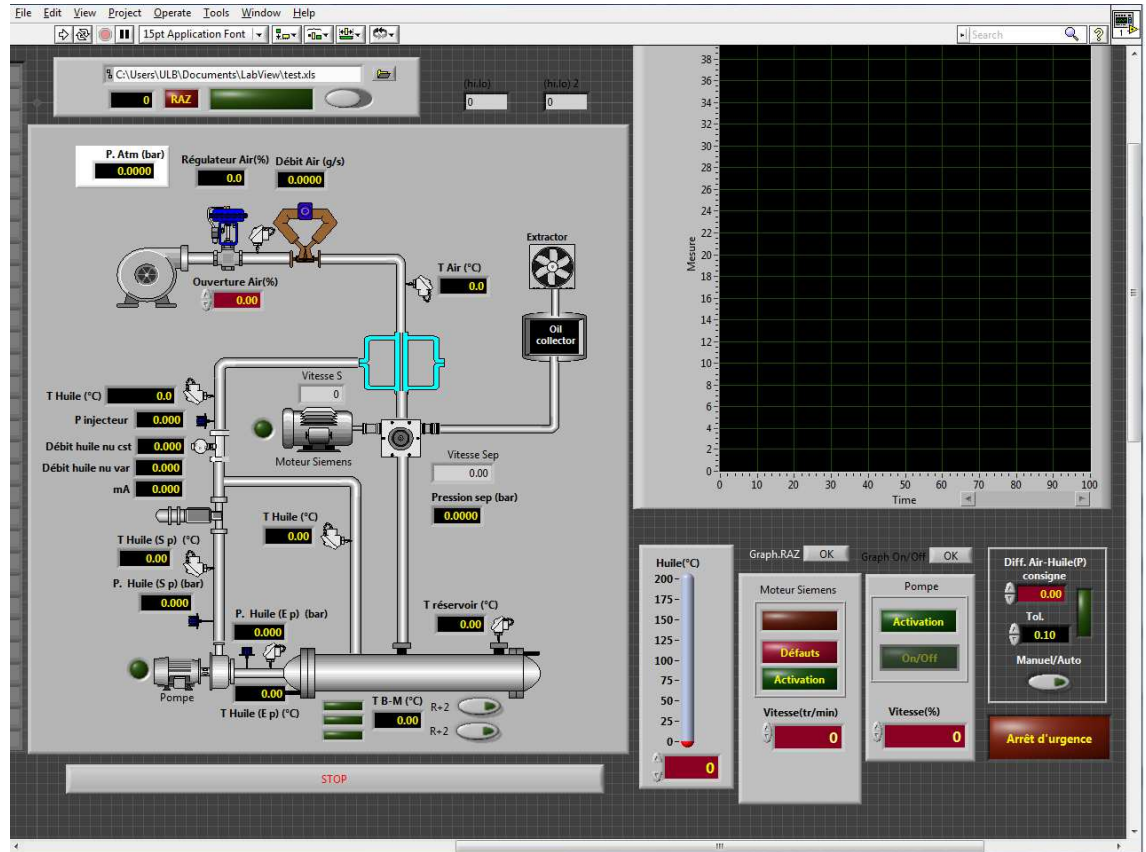 File Edit View Project Operate Tools Window Help
15pt Application Font
Search
?
1
C:\Users\ULB\Documents\LabView\test.xls
0 RAZ
(hi.lo)
0
(hi.lo) 2
0
P. Atm (bar)
0.0000
Régulateur Air(%)
0.0
Débit Air (g/s)
0.0000
Ouverture Air(%)
0.00
T Air (°C)
0.0
Extractor
Oil
collector
Vitesse S
0
T Huile (°C) 0.0
P injecteur 0.000
Débit huile nu cst 0.000
Débit huile nu var 0.000
mA 0.000
Moteur Siemens
Vitesse Sep
0.00
Pression sep (bar)
0.0000
T Huile (°C)
0.00
T Huile (S p) (°C)
0.00
P. Huile (S p) (bar)
0.000
P. Huile (E p) (bar)
0.000
T réservoir (°C)
0.00
Pompe
0.00
T Huile (E p) (°C)
T B-M (°C)
0.00
R+2
R+2
STOP
Mesure
38
36
34
32
30
28
26
24
22
20
18
16
14
12
10
8
6
4
2
0
0 10 20 30 40 50 60 70 80 90 100
Time
Huile(°C)
200
175
150
125
100
75
50
25
0
0
Graph.RAZ OK
Graph On/Off OK
Moteur Siemens
Défauts
Activation
Vitesse(tr/min)
0
Pompe
Activation
On/Off
Vitesse(%)
0
Diff. Air-Huile(P)
consigne
0.00
Tol.
0.10
Manuel/Auto
Arrêt d'urgence